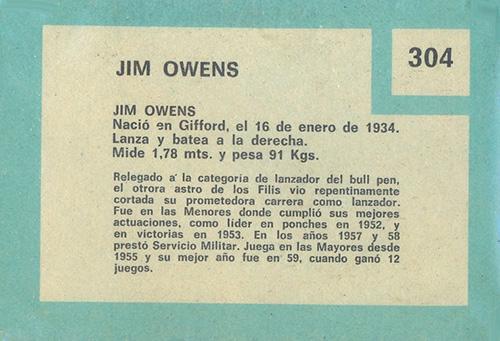 304
JIM OWENS
JIM OWENS
Nació en Gifford, el 16 de enero de 1934.
Lanza y batea a la derecha.
Mide 1,78 mts. y pesa 91 Kgs.
Relegado a la categoría de lanzador del bull pen,
el otrora astro de los Filis vio repentinamente
cortada su prometedora carrera como lanzador.
Fue en las Menores donde cumplió sus mejores
actuaciones, como líder en ponches en 1952, y
en victorias en 1953. En los años 1957 y 58
prestó Servicio Militar. Juega en las Mayores desde
1955 y su mejor año fue en 59, cuando ganó 12
juegos.